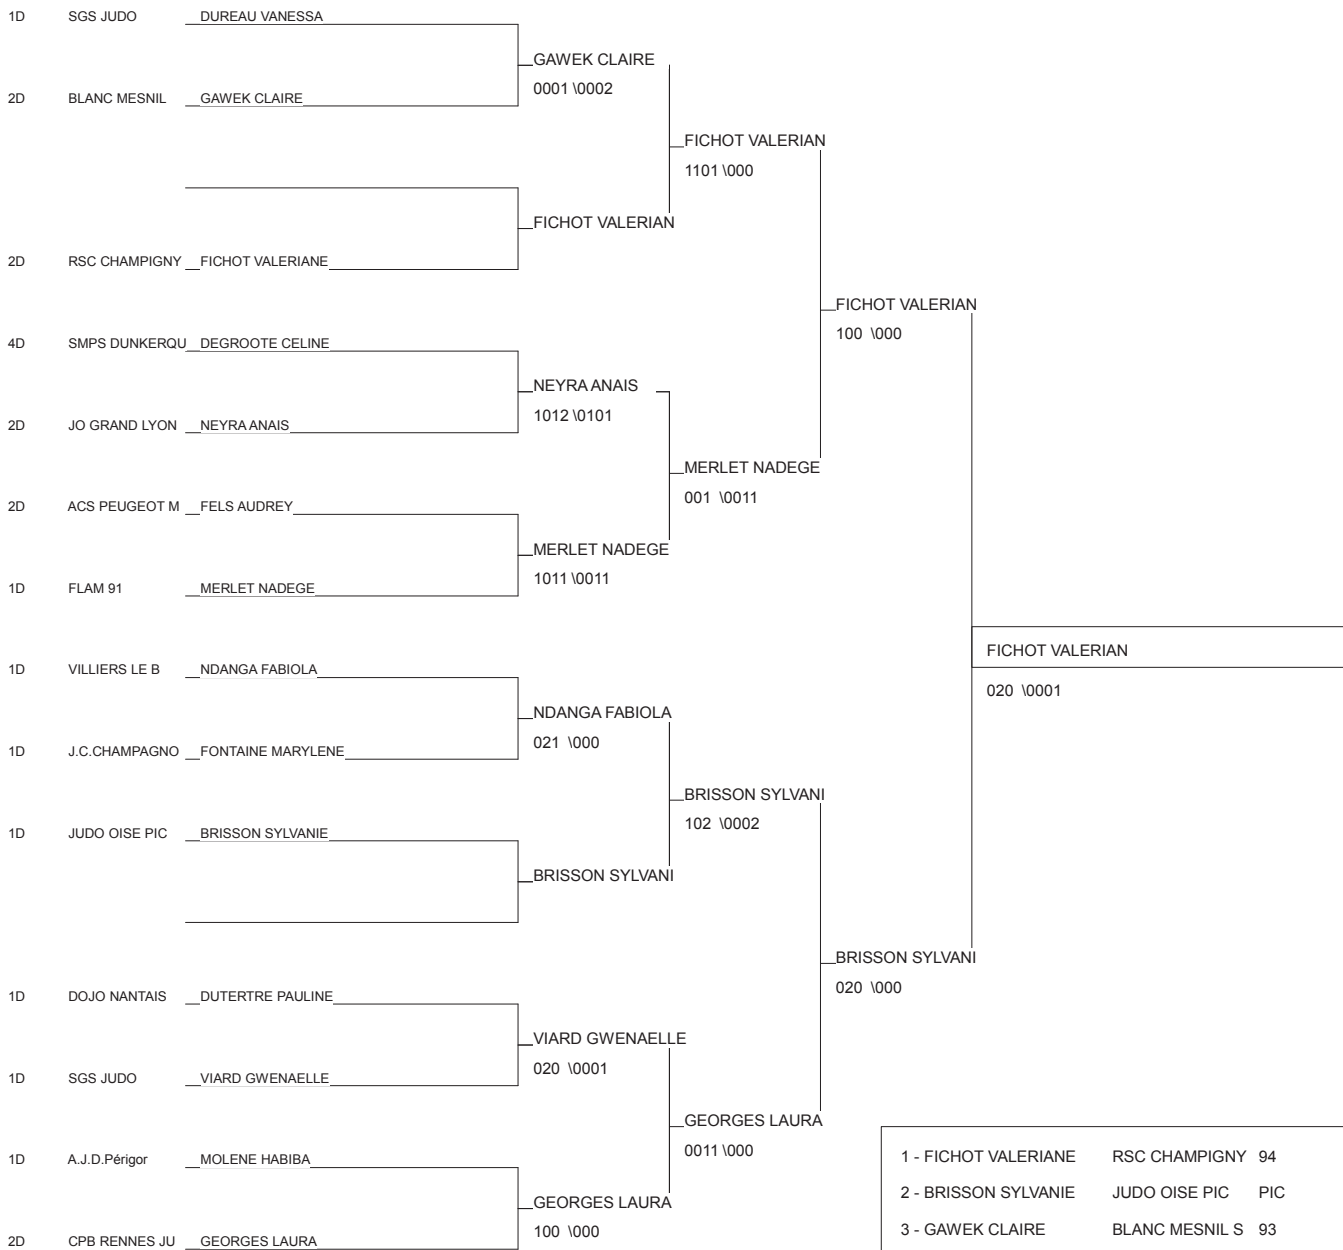 1D SGS JUDO DUREAU VANESSA
GAWEK CLAIRE
0001 \0002
2D BLANC MESNIL GAWEK CLAIRE
FICHOT VALERIAN
1101 \000
FICHOT VALERIAN
2D RSC CHAMPIGNY FICHOT VALERIANE
FICHOT VALERIAN
100 \000
4D SMPS DUNKERQU DEGROOTE CELINE
NEYRA ANAIS
1012 \0101
2D JO GRAND LYON NEYRA ANAIS
MERLET NADEGE
001 \0011
2D ACS PEUGEOT M FELS AUDREY
MERLET NADEGE
1011 \0011
1D FLAM 91 MERLET NADEGE
FICHOT VALERIAN
020 \0001
1D VILLIERS LE B NDANGA FABIOLA
NDANGA FABIOLA
021 \000
1D J.C.CHAMPAGNO FONTAINE MARYLENE
BRISSON SYLVANI
102 \0002
1D JUDO OISE PIC BRISSON SYLVANIE
BRISSON SYLVANI
BRISSON SYLVANI
020 \000
1D DOJO NANTAIS DUTERTRE PAULINE
VIARD GWENAELLE
020 \0001
1D SGS JUDO VIARD GWENAELLE
GEORGES LAURA
0011 \000
1D A.J.D.Périgor MOLENE HABIBA
GEORGES LAURA
100 \000
2D CPB RENNES JU GEORGES LAURA
1 - FICHOT VALERIANE RSC CHAMPIGNY 94
2 - BRISSON SYLVANIE JUDO OISE PIC PIC
3 - GAWEK CLAIRE BLANC MESNIL S 93